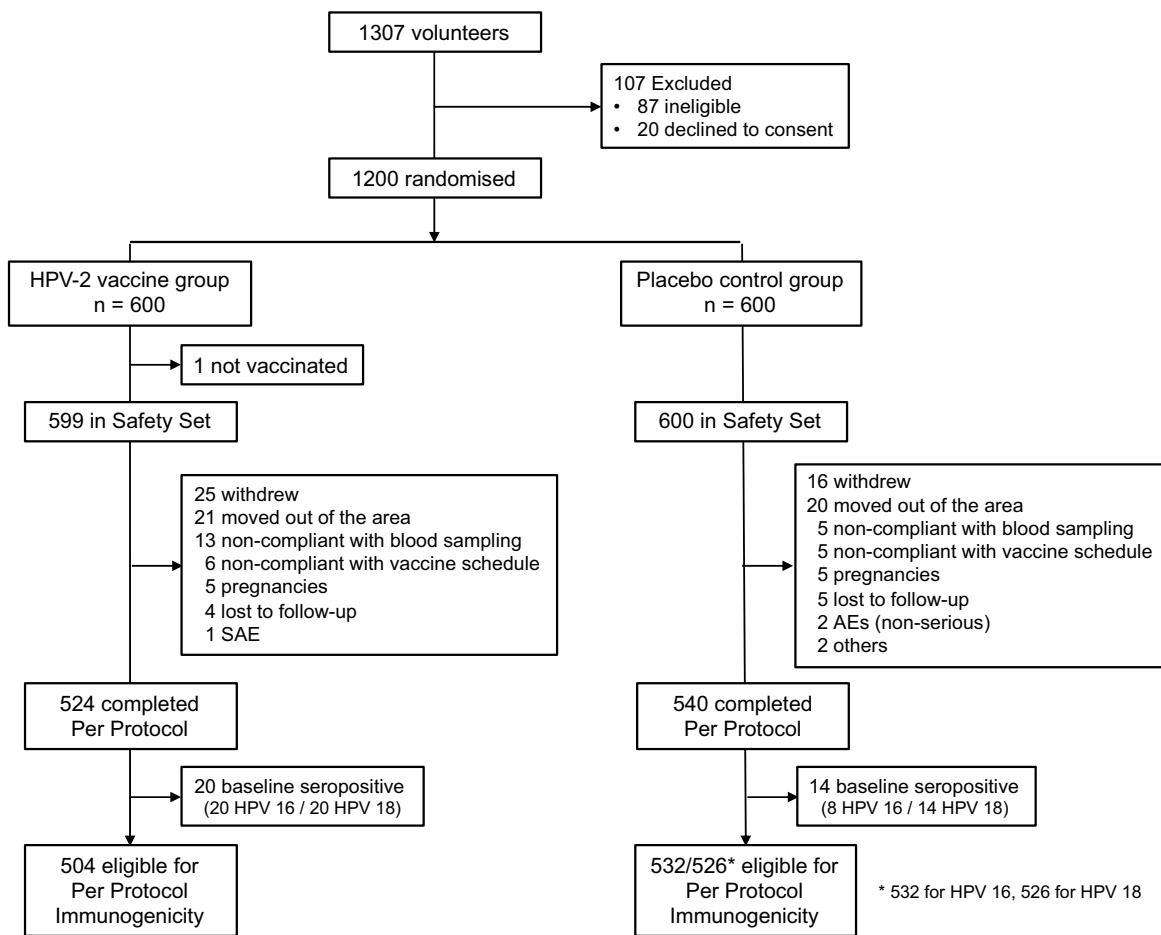 1307 volunteers
107 Excluded
• 87 ineligible
• 20 declined to consent
1200 randomised
HPV-2 vaccine group
n = 600
Placebo control group
n = 600
1 not vaccinated
599 in Safety Set
600 in Safety Set
25 withdrew
21 moved out of the area
13 non-compliant with blood sampling
6 non-compliant with vaccine schedule
5 pregnancies
4 lost to follow-up
1 SAE
16 withdrew
20 moved out of the area
5 non-compliant with blood sampling
5 non-compliant with vaccine schedule
5 pregnancies
5 lost to follow-up
2 AEs (non-serious)
2 others
524 completed
Per Protocol
540 completed
Per Protocol
20 baseline seropositive
(20 HPV 16 / 20 HPV 18)
14 baseline seropositive
(8 HPV 16 / 14 HPV 18)
504 eligible for
Per Protocol
Immunogenicity
532/526* eligible for
Per Protocol
Immunogenicity
* 532 for HPV 16, 526 for HPV 18